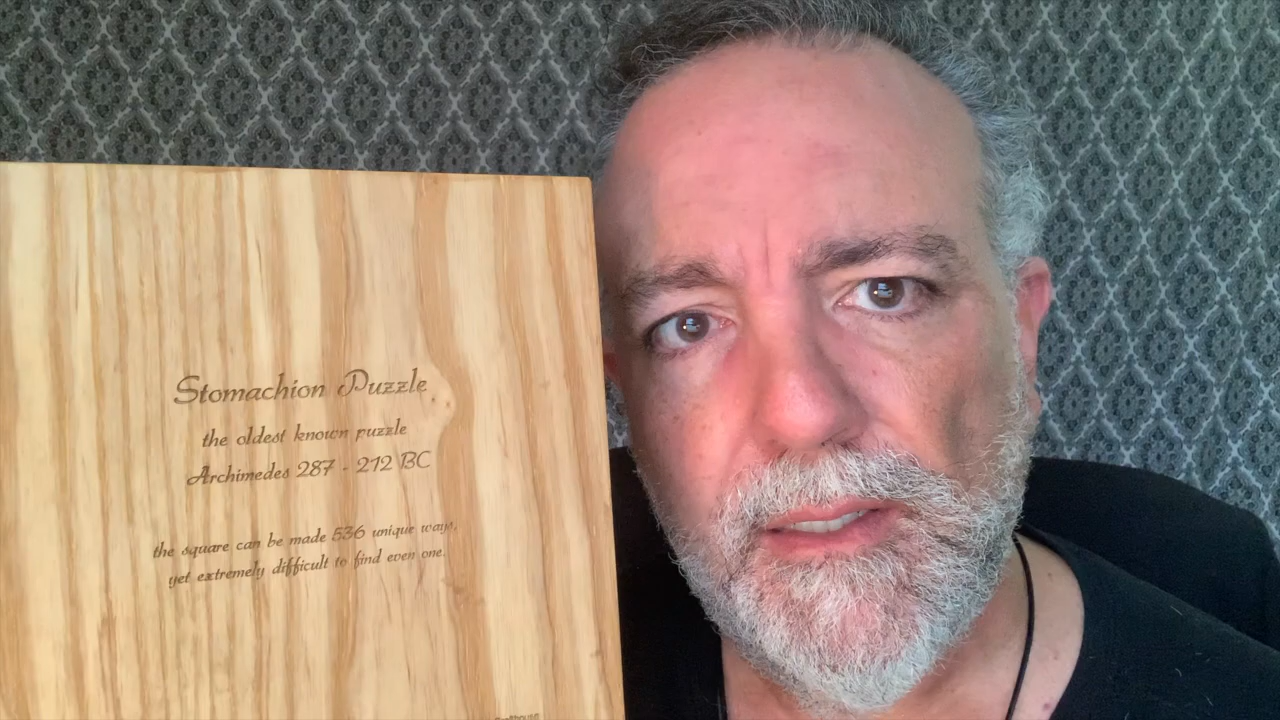 Stomachion Puzzle
the oldest known puzzle
Archimedes 287 - 212 BC
the square can be made 536 unique ways,
yet extremely difficult to find even one.